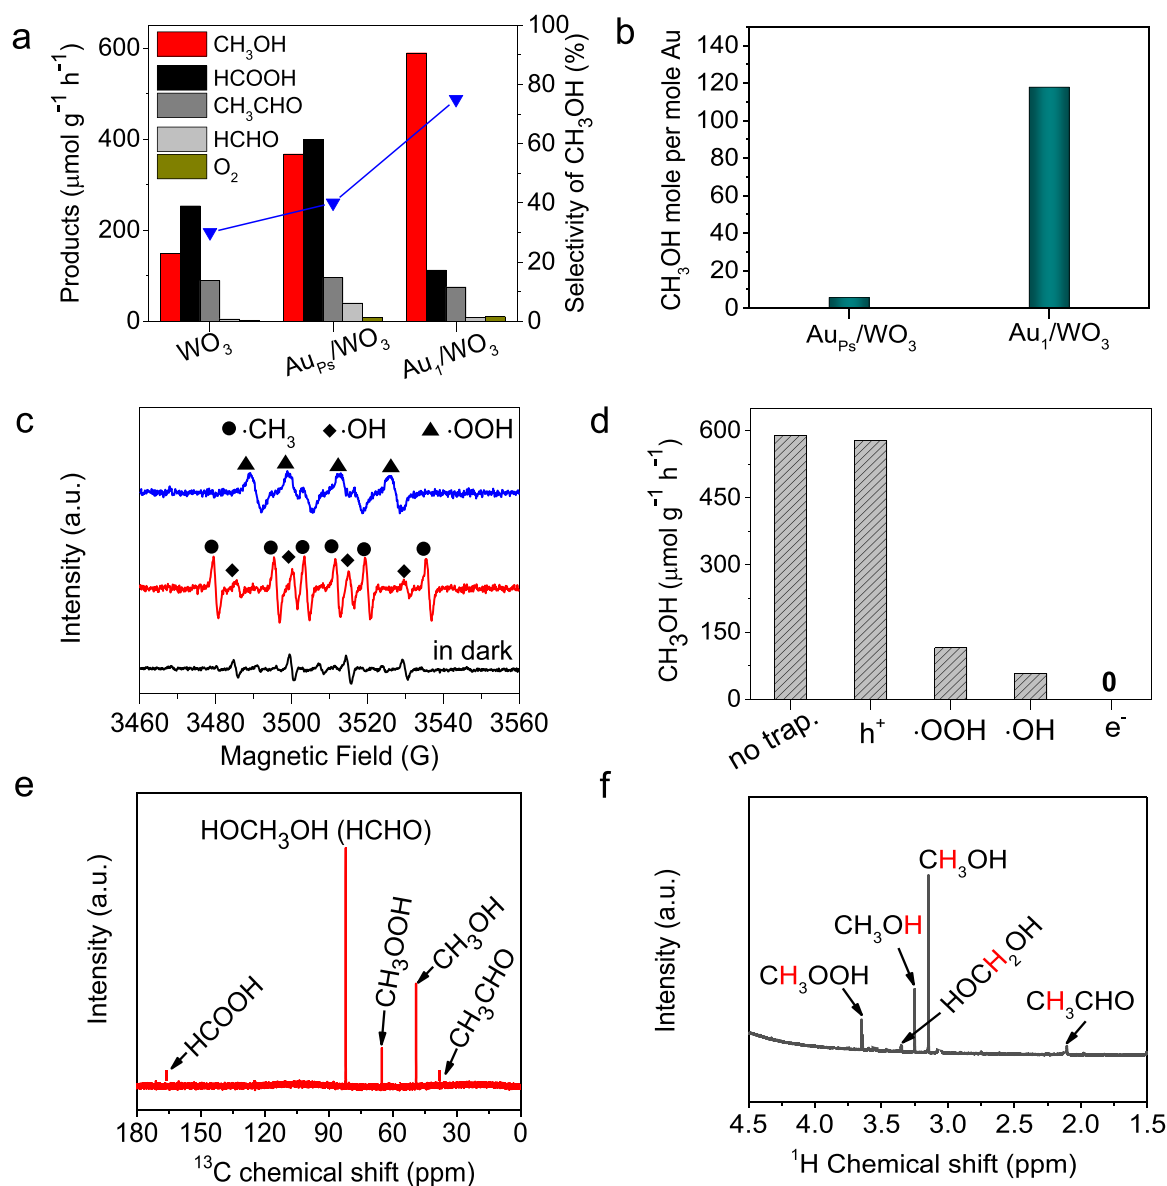 a
Products (μmol g⁻¹ h⁻¹)
600
400
200
0
CH₃OH
HCOOH
CH₃CHO
HCHO
O₂
100
80
60
40
20
0
Selectivity of CH₃OH (%)
WO₃
Au_Ps/WO₃
Au₁/WO₃
b
CH₃OH mole per mole Au
140
120
100
80
60
40
20
0
Au_Ps/WO₃
Au₁/WO₃
c
Intensity (a.u.)
·CH₃
·OH
·OOH
in dark
3460
3480
3500
3520
3540
3560
Magnetic Field (G)
d
CH₃OH (μmol g⁻¹ h⁻¹)
600
450
300
150
0
0
no trap.
h⁺
·OOH
·OH
e⁻
e
Intensity (a.u.)
HOCH₃OH (HCHO)
HCOOH
CH₃OOH
CH₃OH
CH₃CHO
180
150
120
90
60
30
0
¹³C chemical shift (ppm)
f
Intensity (a.u.)
CH₃OH
CH₃OH
CH₃OOH
HOCH₂OH
CH₃CHO
4.5
4.0
3.5
3.0
2.5
2.0
1.5
¹H Chemical shift (ppm)